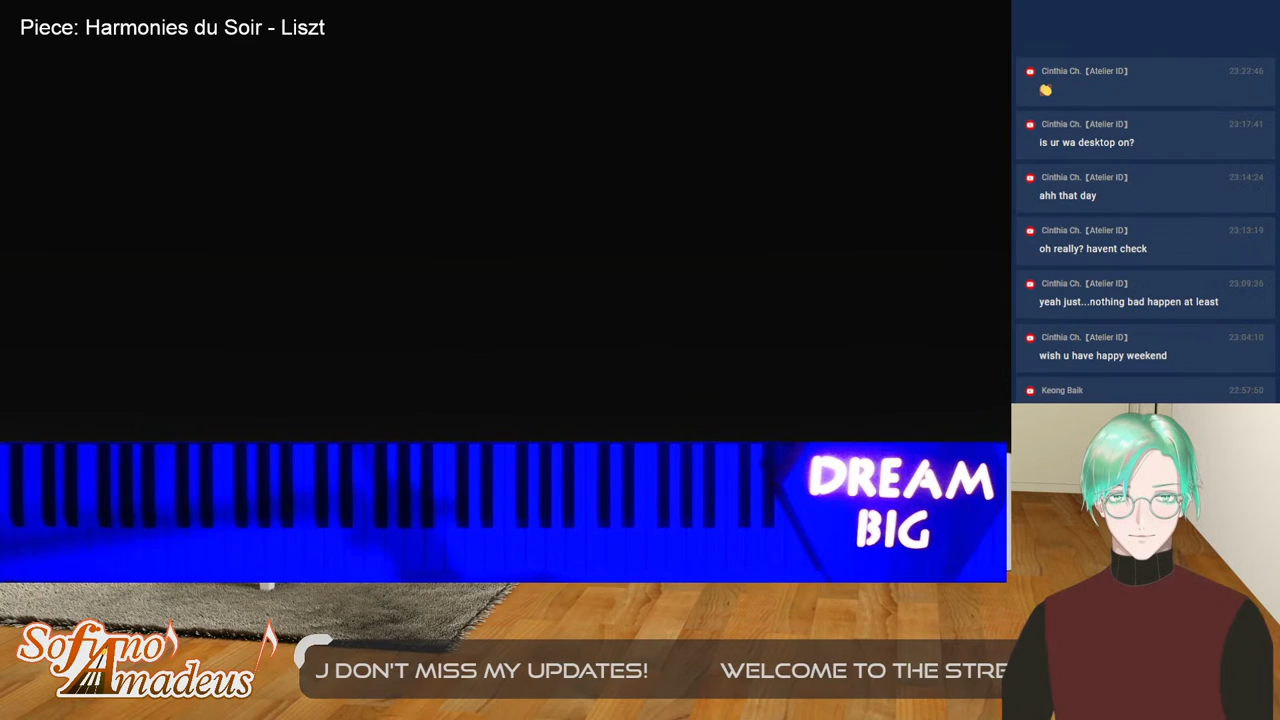 Piece: Harmonies du Soir - Liszt
Cinthia Ch.【Atelier ID】 23:22:46
Cinthia Ch.【Atelier ID】 23:17:41
is ur wa desktop on?
Cinthia Ch.【Atelier ID】 23:14:24
ahh that day
Cinthia Ch.【Atelier ID】 23:13:19
oh really? havent check
Cinthia Ch.【Atelier ID】 23:09:36
yeah just...nothing bad happen at least
Cinthia Ch.【Atelier ID】 23:04:10
wish u have happy weekend
Keong Baik 22:57:50
DREAM
BIG
Sofiano
Amadeus
J DON'T MISS MY UPDATES! WELCOME TO THE STRE